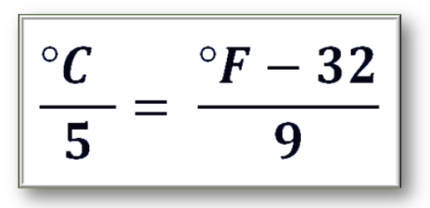 °C/5 = °F − 32/9